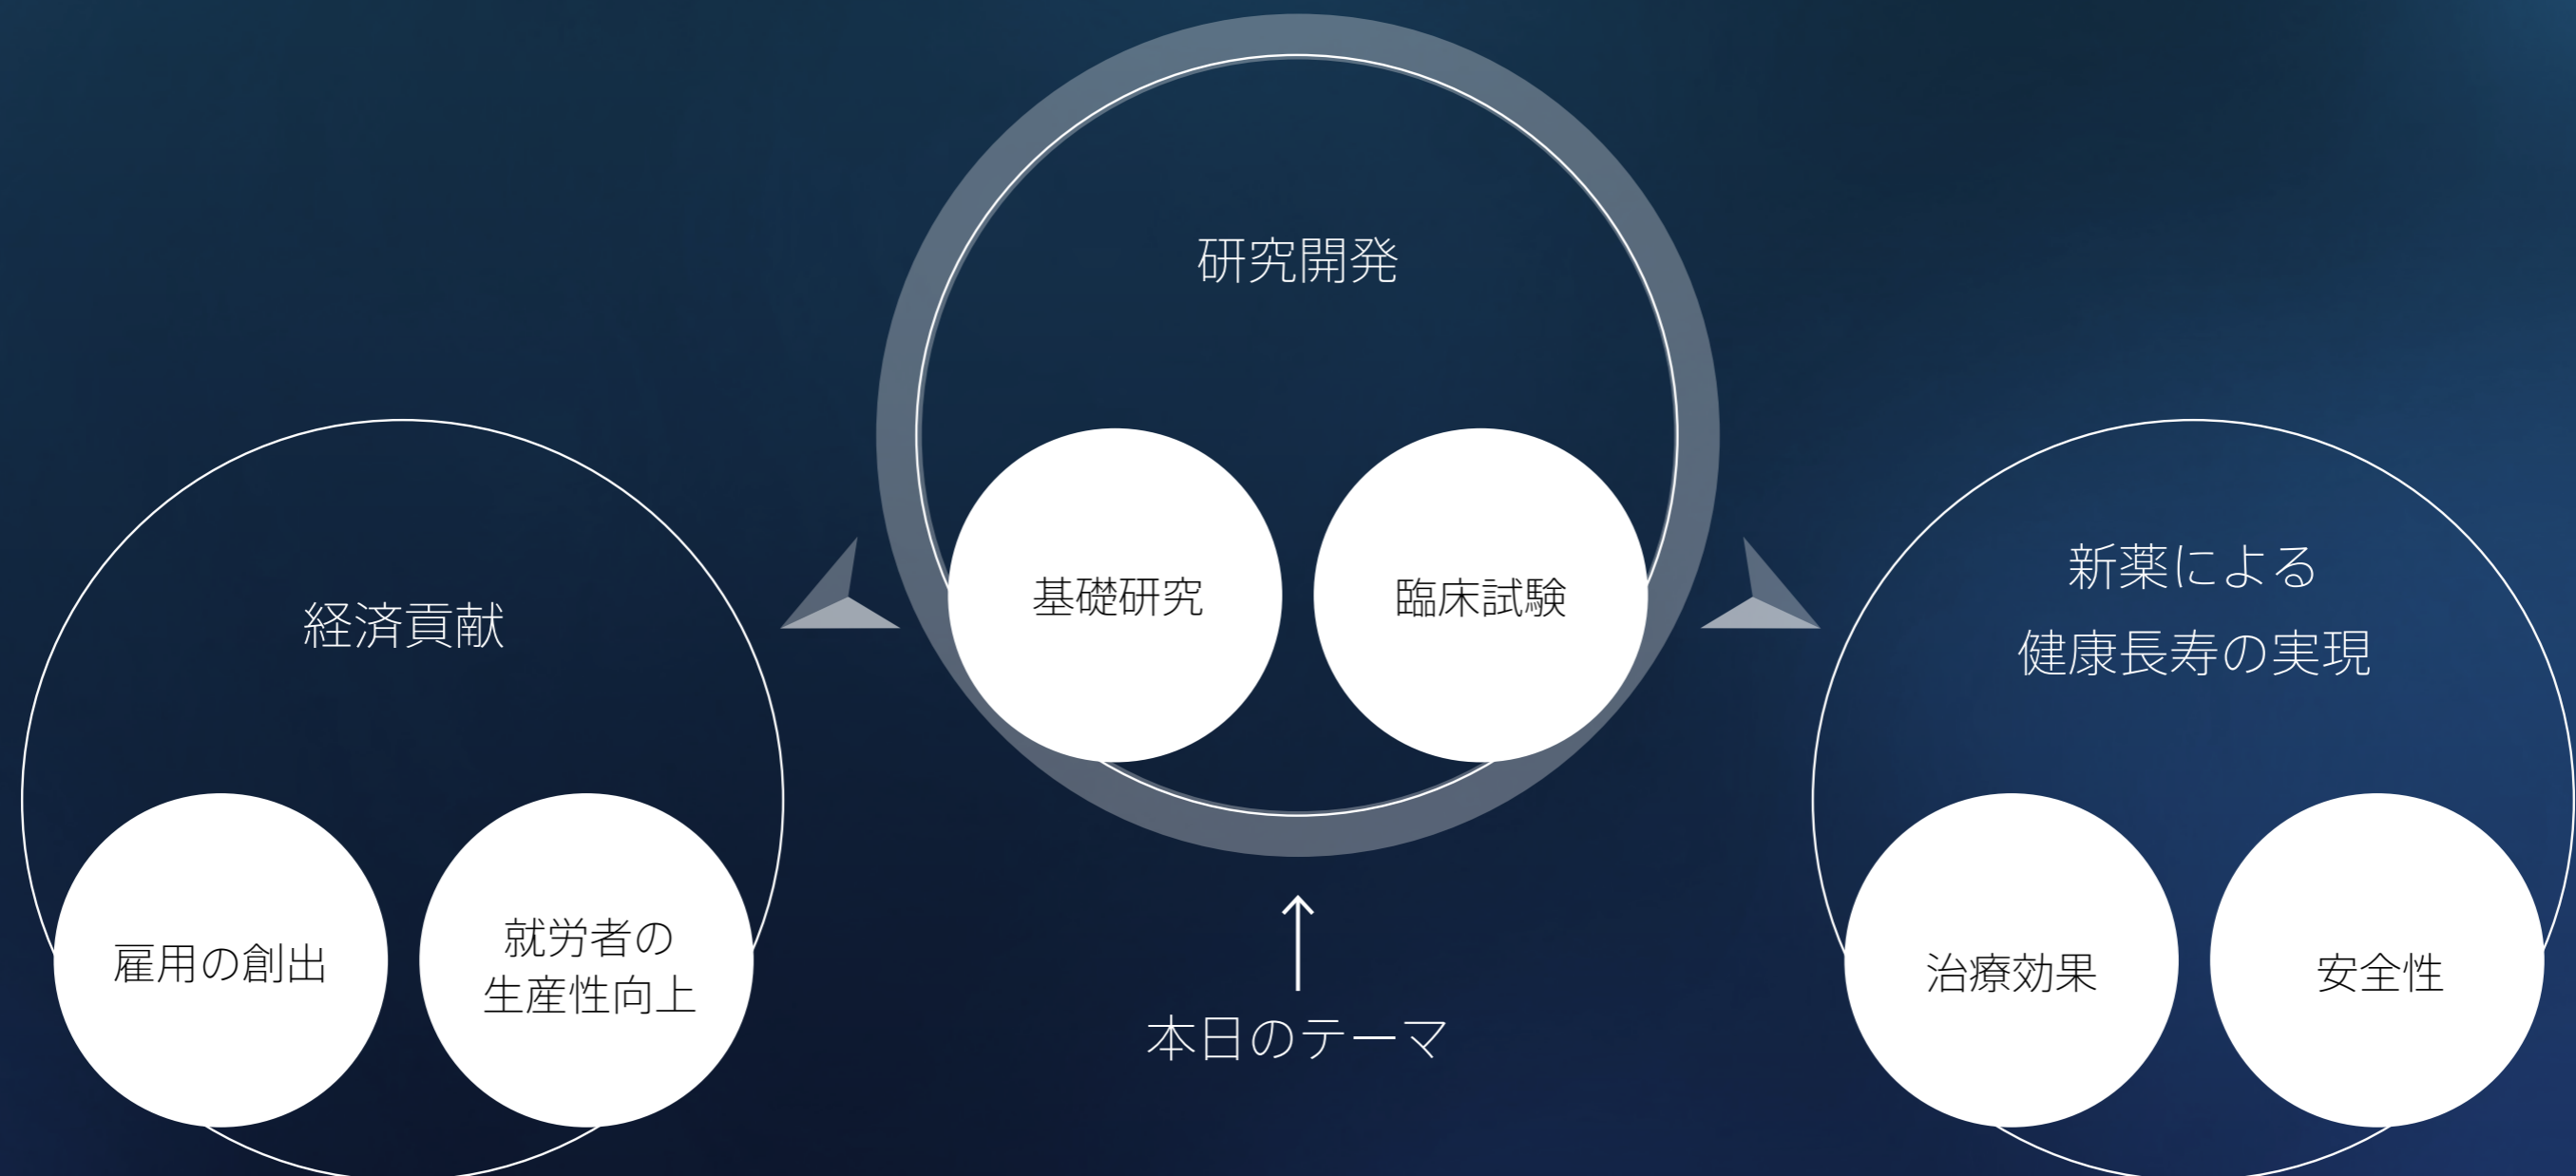 研究開発
基礎研究
臨床試験
経済貢献
雇用の創出
就労者の
生産性向上
新薬による
健康長寿の実現
治療効果
安全性
本日のテーマ